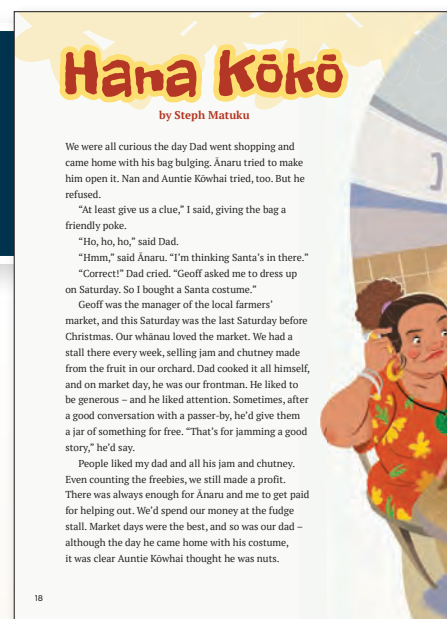 Hana Kōkō
by Steph Matuku
We were all curious the day Dad went shopping and
came home with his bag bulging. Ānaru tried to make
him open it. Nan and Auntie Kōwhai tried, too. But he
refused.
“At least give us a clue,” I said, giving the bag a
friendly poke.
“Ho, ho, ho,” said Dad.
“Hmm,” said Ānaru. “I’m thinking Santa’s in there.”
“Correct!” Dad cried. “Geoff asked me to dress up
on Saturday. So I bought a Santa costume.”
Geoff was the manager of the local farmers’
market, and this Saturday was the last Saturday before
Christmas. Our whānau loved the market. We had a
stall there every week, selling jam and chutney made
from the fruit in our orchard. Dad cooked it all himself,
and on market day, he was our frontman. He liked to
be generous – and he liked attention. Sometimes, after
a good conversation with a passer-by, he’d give them
a jar of something for free. “That’s for jamming a good
story,” he’d say.
People liked my dad and all his jam and chutney.
Even counting the freebies, we still made a profit.
There was always enough for Ānaru and me to get paid
for helping out. We’d spend our money at the fudge
stall. Market days were the best, and so was our dad –
although the day he came home with his costume,
it was clear Auntie Kōwhai thought he was nuts.
18